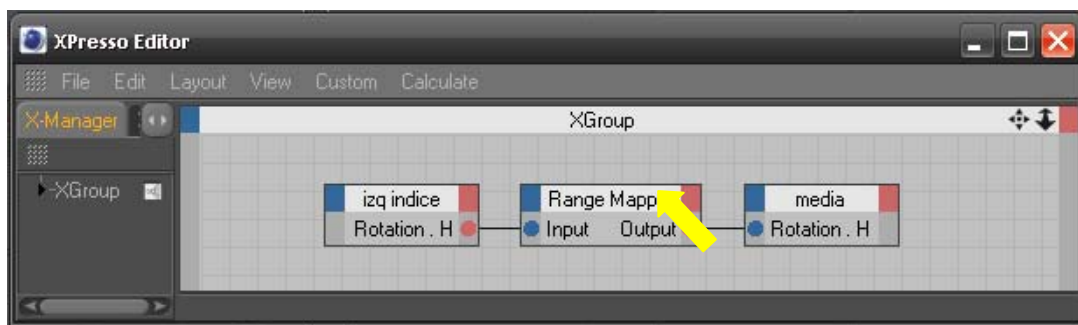 XPresso Editor
File Edit Layout View Custom Calculate
X-Manager
XGroup
XGroup
izq indice
Rotation . H
Range Mapp
Input Output
media
Rotation . H